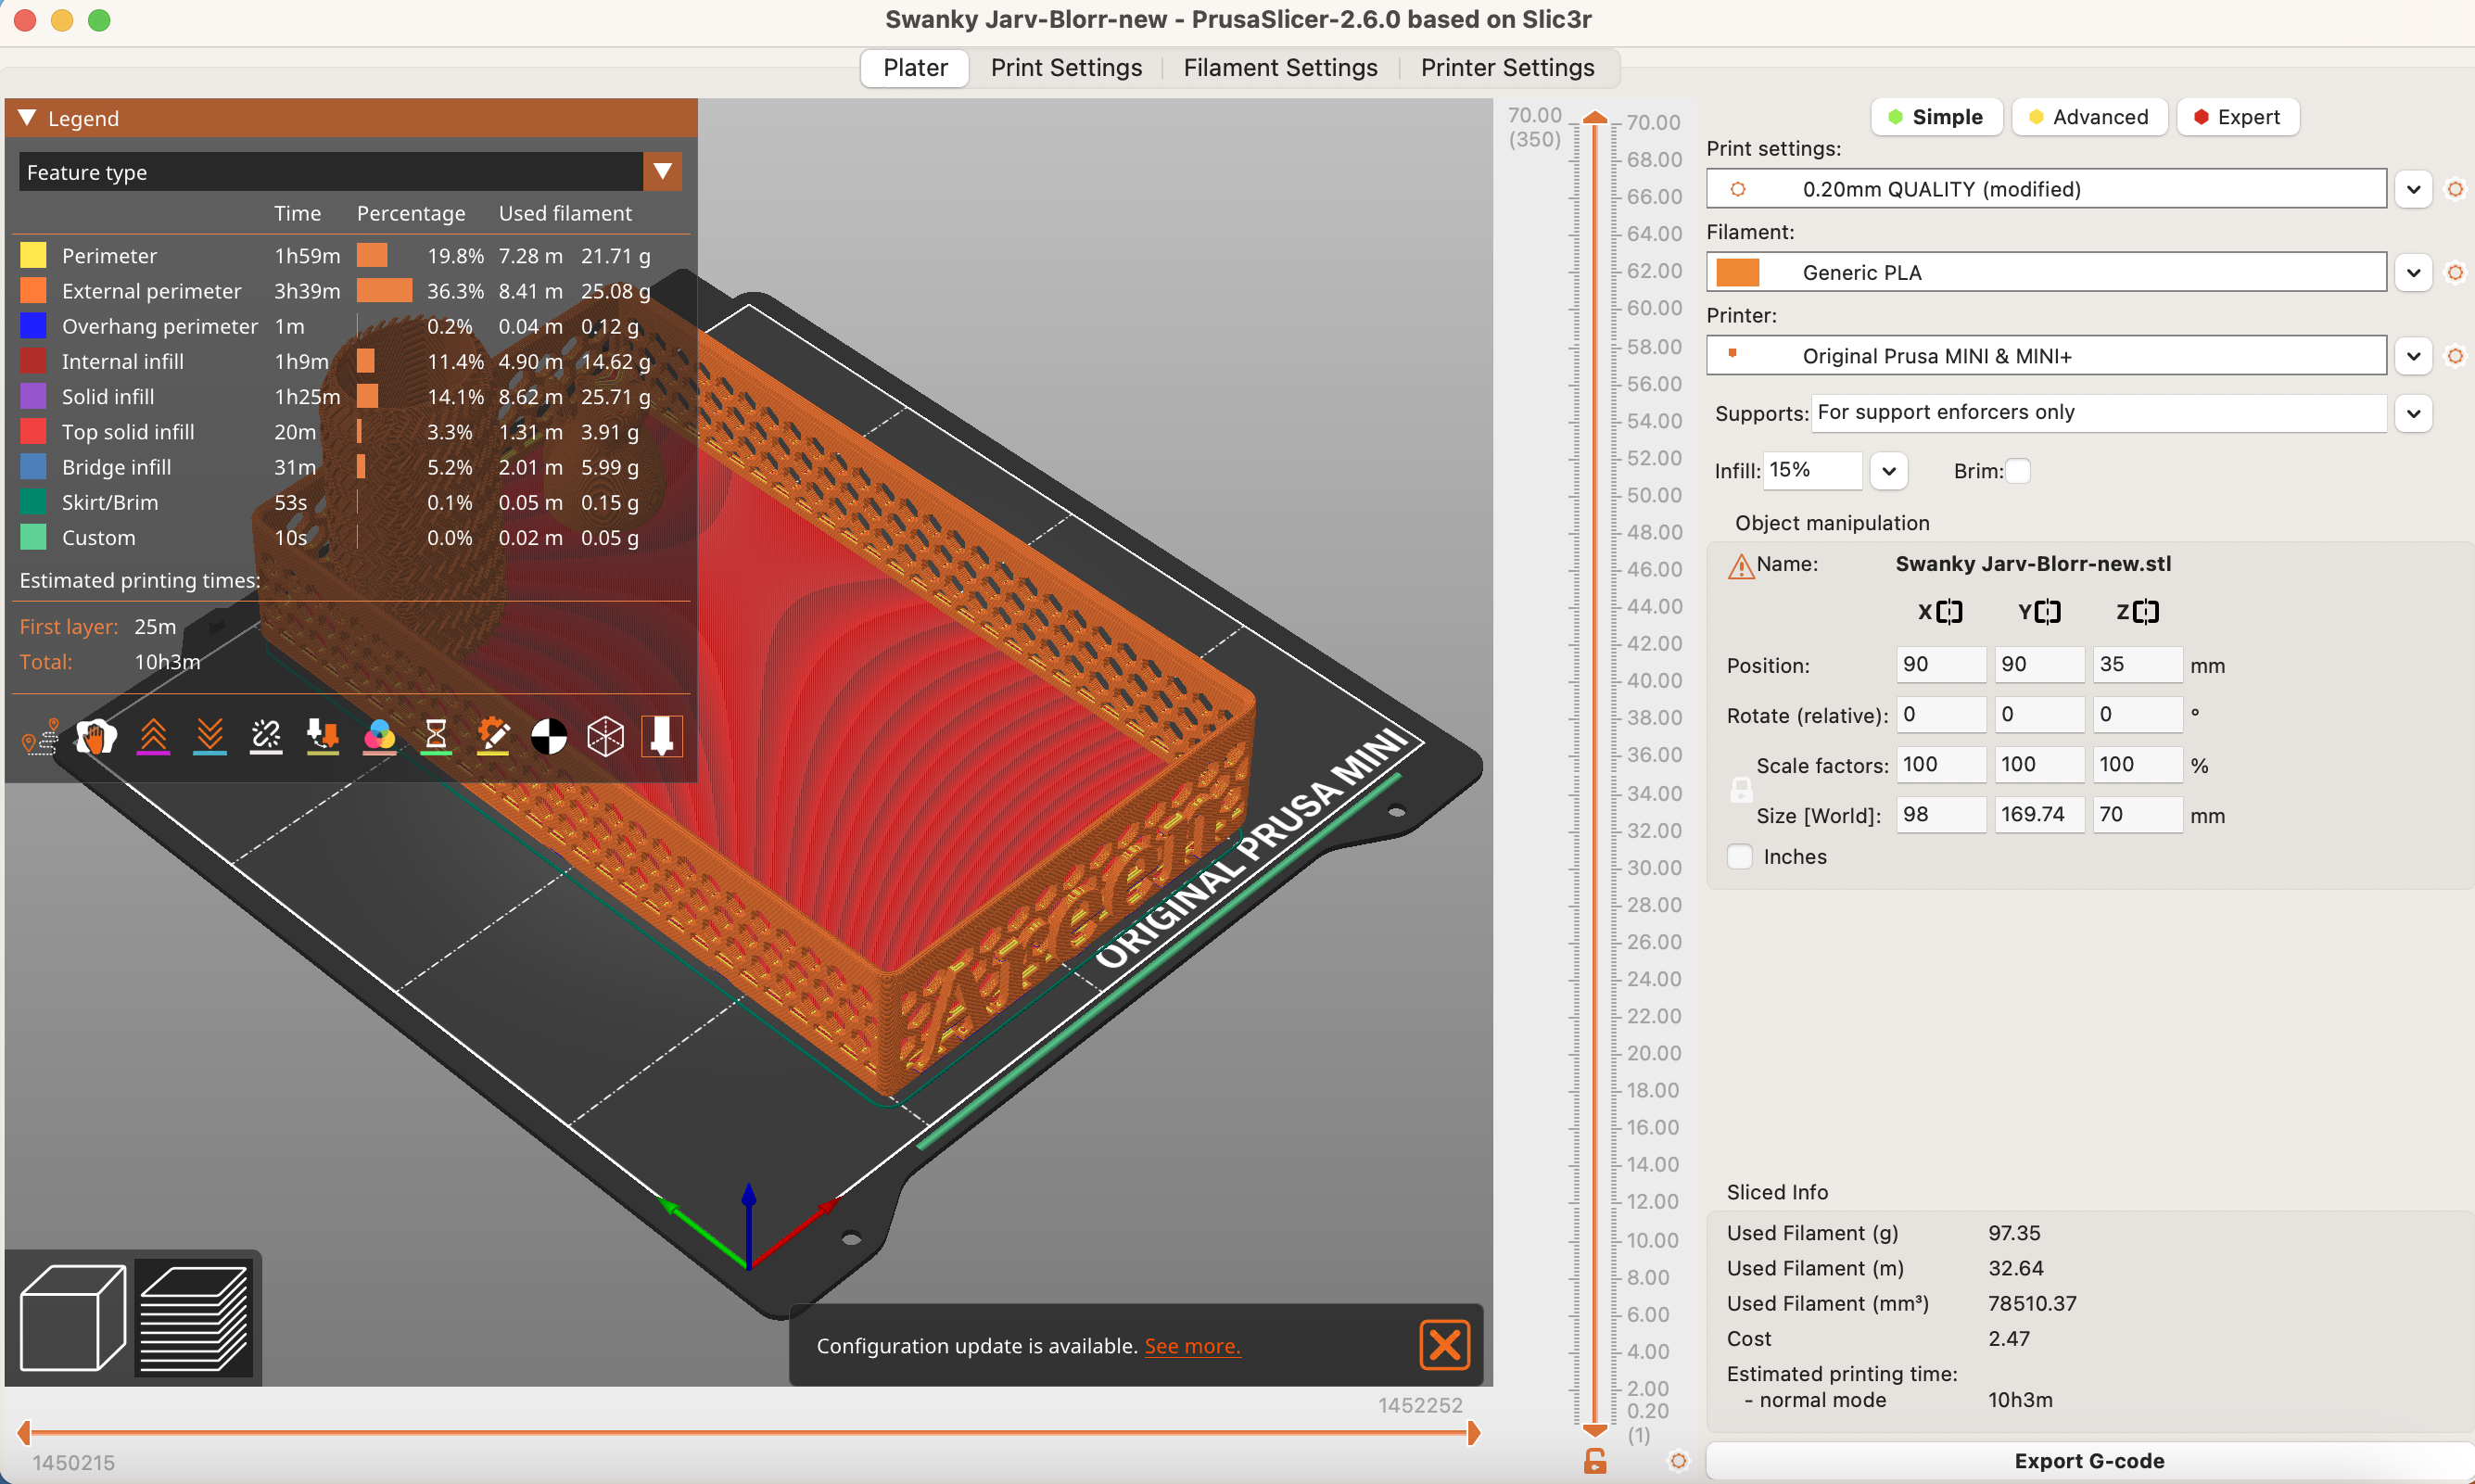 Swanky Jarv-Blorr-new - PrusaSlicer-2.6.0 based on Slic3r
Plater Print Settings Filament Settings Printer Settings
Legend
Feature type
Time Percentage Used filament
Perimeter 1h59m 19.8% 7.28 m 21.71 g
External perimeter 3h39m 36.3% 8.41 m 25.08 g
Overhang perimeter 1m 0.2% 0.04 m 0.12 g
Internal infill 1h9m 11.4% 4.90 m 14.62 g
Solid infill 1h25m 14.1% 8.62 m 25.71 g
Top solid infill 20m 3.3% 1.31 m 3.91 g
Bridge infill 31m 5.2% 2.01 m 5.99 g
Skirt/Brim 53s 0.1% 0.05 m 0.15 g
Custom 10s 0.0% 0.02 m 0.05 g
Estimated printing times:
First layer: 25m
Total: 10h3m
ORIGINAL PRUSA MINI
Configuration update is available. See more.
1452252
1450215
70.00
(350)
70.00
68.00
66.00
64.00
62.00
60.00
58.00
56.00
54.00
52.00
50.00
48.00
46.00
44.00
42.00
40.00
38.00
36.00
34.00
32.00
30.00
28.00
26.00
24.00
22.00
20.00
18.00
16.00
14.00
12.00
10.00
8.00
6.00
4.00
2.00
0.20
(1)
Simple Advanced Expert
Print settings:
0.20mm QUALITY (modified)
Filament:
Generic PLA
Printer:
Original Prusa MINI & MINI+
Supports: For support enforcers only
Infill: 15% Brim:
Object manipulation
Name: Swanky Jarv-Blorr-new.stl
X Y Z
Position: 90 90 35 mm
Rotate (relative): 0 0 0 °
Scale factors: 100 100 100 %
Size [World]: 98 169.74 70 mm
Inches
Sliced Info
Used Filament (g) 97.35
Used Filament (m) 32.64
Used Filament (mm³) 78510.37
Cost 2.47
Estimated printing time:
- normal mode 10h3m
Export G-code